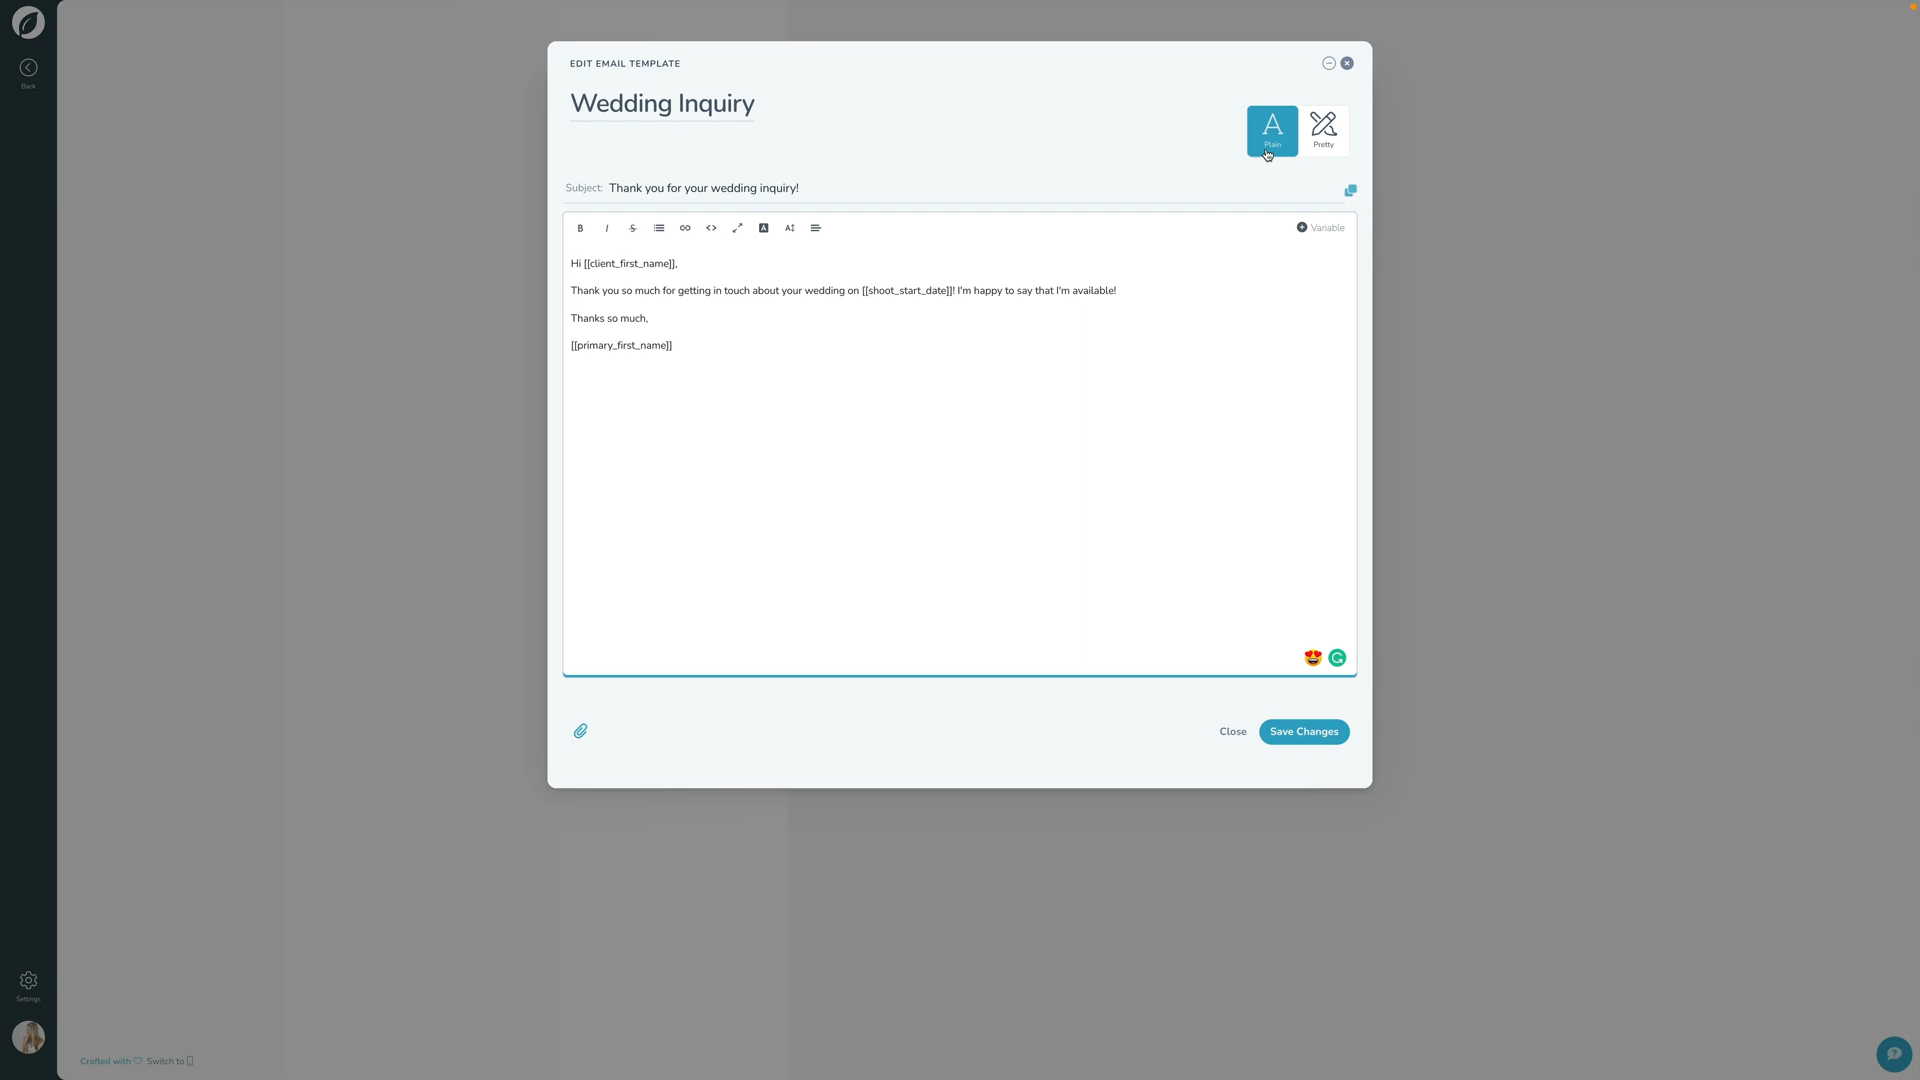 Back
EDIT EMAIL TEMPLATE
Wedding Inquiry
A
Plain
Pretty
Subject: Thank you for your wedding inquiry!
B I S A A Variable
Hi [[client_first_name]],
Thank you so much for getting in touch about your wedding on [[shoot_start_date]]! I'm happy to say that I'm available!
Thanks so much,
[[primary_first_name]]
Close
Save Changes
Settings
Crafted with ♡ Switch to